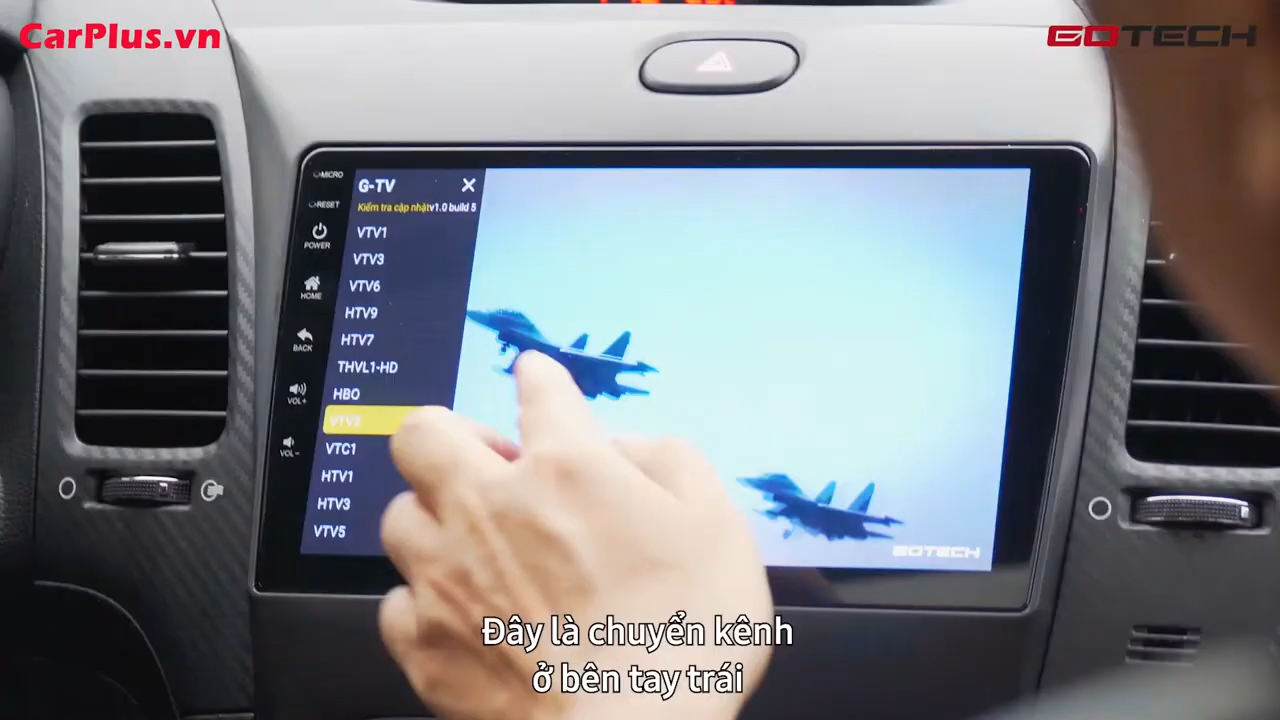 CarPlus.vn
GOTECH
MICRO
RESET
POWER
HOME
BACK
VOL+
VOL-
G-TV
Kiểm tra cập nhật v1.0 build 5
VTV1
VTV3
VTV6
HTV9
HTV7
THVL1-HD
HBO
VTC1
HTV1
HTV3
VTV5
GOTECH
Đây là chuyển kênh
ở bên tay trái